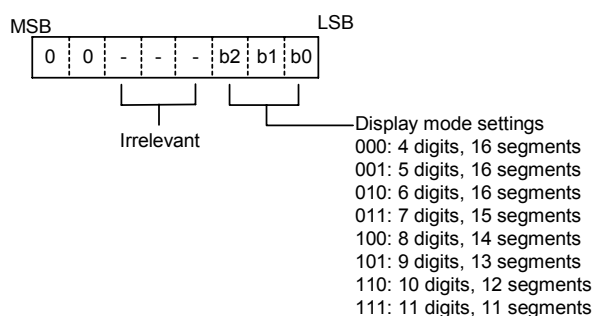 MSB LSB
0 0 - - - b2 b1 b0
Irrelevant
Display mode settings
000: 4 digits, 16 segments
001: 5 digits, 16 segments
010: 6 digits, 16 segments
011: 7 digits, 15 segments
100: 8 digits, 14 segments
101: 9 digits, 13 segments
110: 10 digits, 12 segments
111: 11 digits, 11 segments